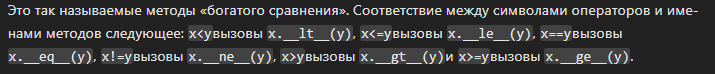 Это так называемые методы «богатого сравнения». Соответствие между символами операторов и име-
нами методов следующее: x<yвызовы x.__lt__(y), x<=yвызовы x.__le__(y), x==yвызовы
x.__eq__(y), x!=yвызовы x.__ne__(y), x>yвызовы x.__gt__(y)и x>=yвызовы x.__ge__(y).